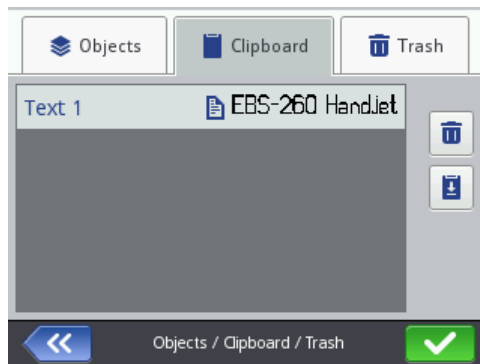 Objects Clipboard Trash
Text 1 EBS-260 HandJet
Objects / Clipboard / Trash